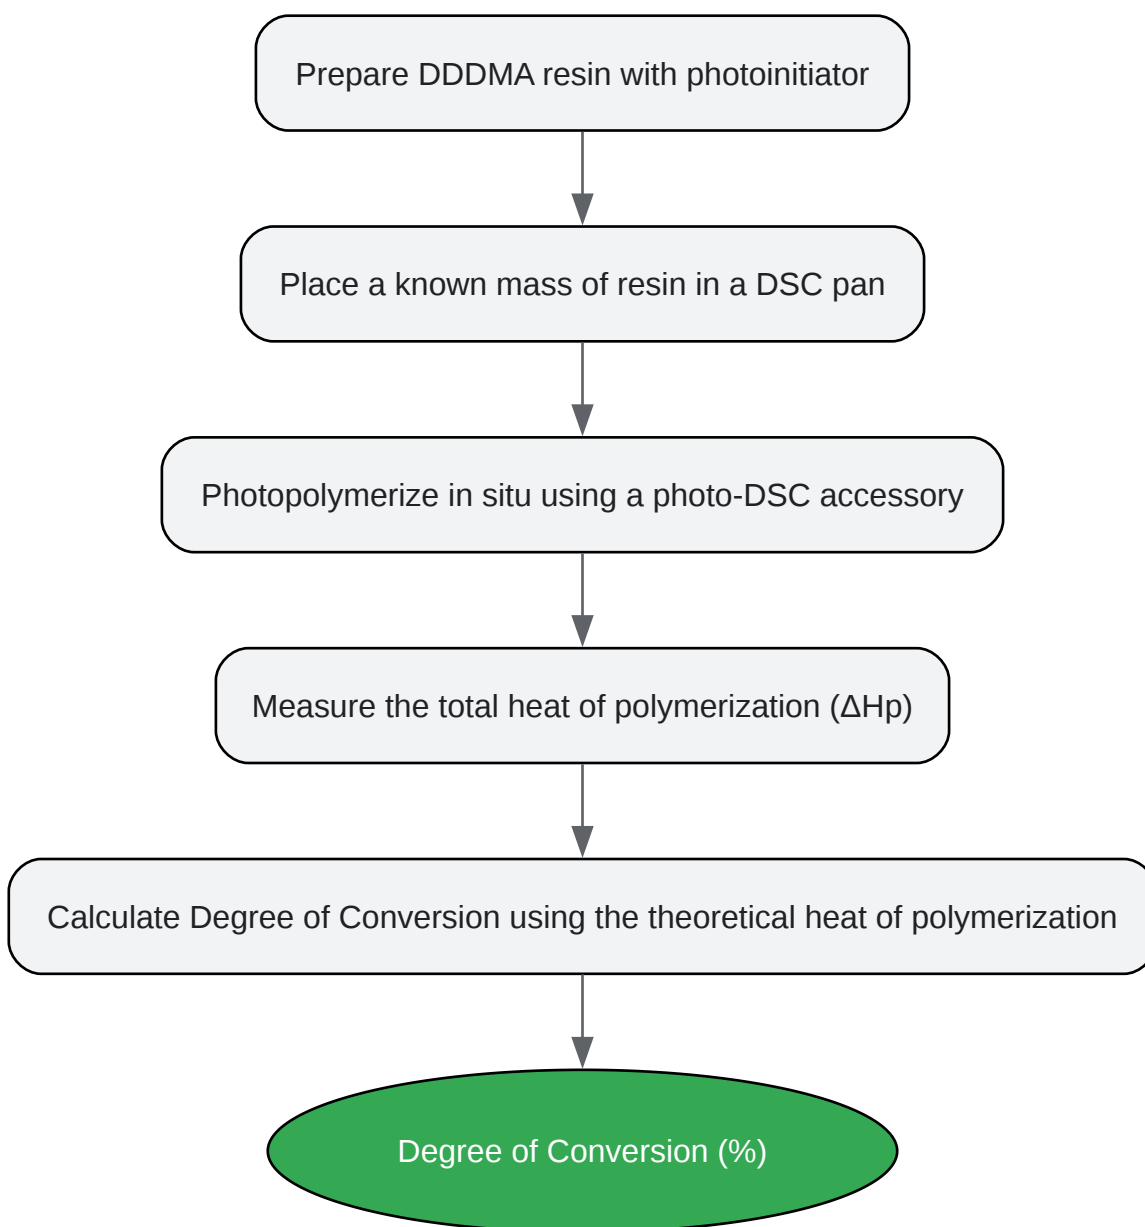 Prepare DDDMA resin with photoinitiator
Place a known mass of resin in a DSC pan
Photopolymerize in situ using a photo-DSC accessory
Measure the total heat of polymerization (ΔHp)
Calculate Degree of Conversion using the theoretical heat of polymerization
Degree of Conversion (%)